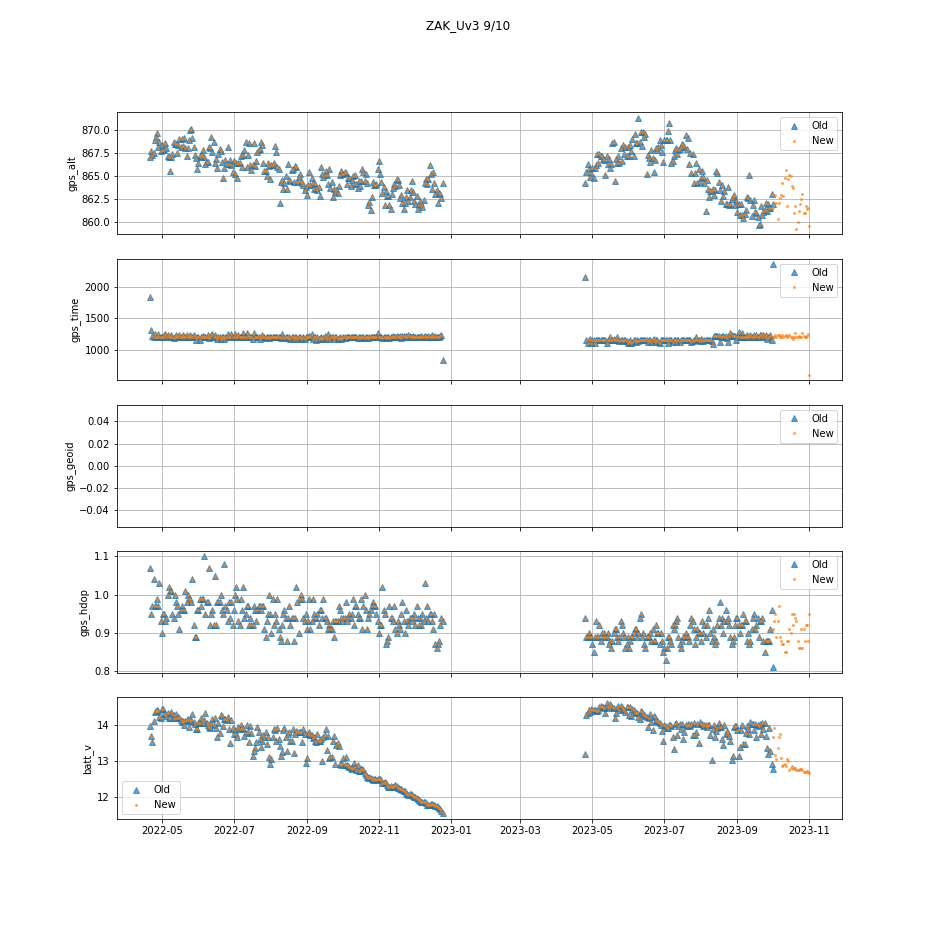 ZAK_Uv3 9/10
870.0
867.5
865.0
862.5
860.0
gps_alt
Old
New
2000
1500
1000
gps_time
Old
New
0.04
0.02
0.00
−0.02
−0.04
gps_geoid
Old
New
1.1
1.0
0.9
0.8
gps_hdop
Old
New
14
13
12
batt_v
Old
New
2022-05 2022-07 2022-09 2022-11 2023-01 2023-03 2023-05 2023-07 2023-09 2023-11